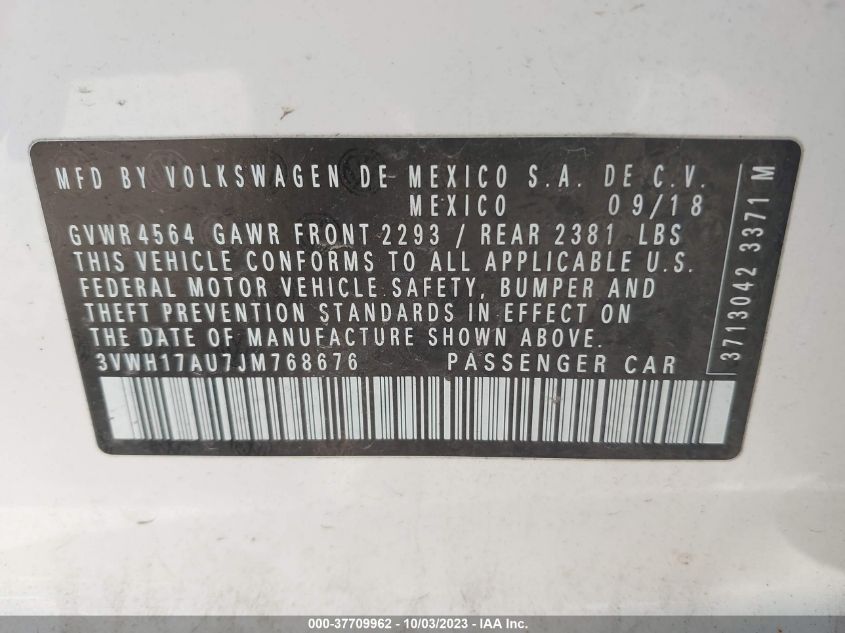 MFD BY VOLKSWAGEN DE MEXICO S.A. DE C.V.
MEXICO 09/18
GVWR 4564 GAWR FRONT 2293 / REAR 2381 LBS
THIS VEHICLE CONFORMS TO ALL APPLICABLE U.S.
FEDERAL MOTOR VEHICLE SAFETY, BUMPER AND
THEFT PREVENTION STANDARDS IN EFFECT ON
THE DATE OF MANUFACTURE SHOWN ABOVE.
3VWH17AU7JM768676 PASSENGER CAR
3713042 3371 M
000-37709962 - 10/03/2023 - IAA Inc.